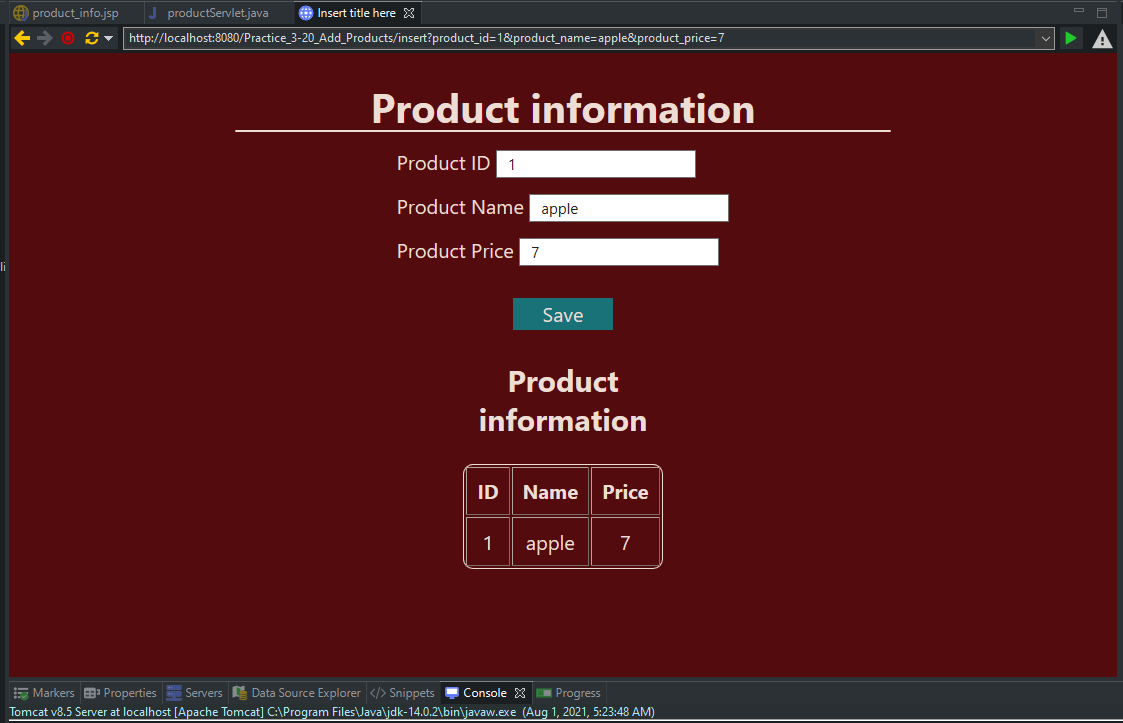 product_info.jsp productServlet.java Insert title here
http://localhost:8080/Practice_3-20_Add_Products/insert?product_id=1&product_name=apple&product_price=7
Product information
Product ID 1
Product Name apple
li
Product Price 7
Save
Product
information
ID Name Price
1 apple 7
Markers Properties Servers Data Source Explorer Snippets Console Progress
Tomcat v8.5 Server at localhost [Apache Tomcat] C:\Program Files\Java\jdk-14.0.2\bin\javaw.exe (Aug 1, 2021, 5:23:48 AM)